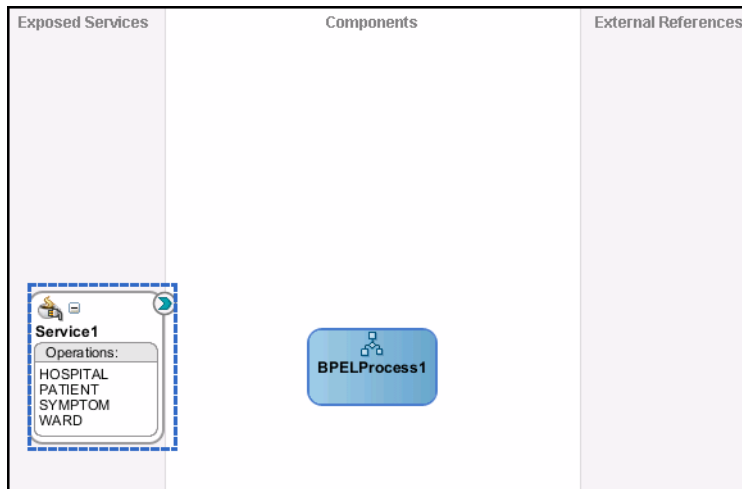 Exposed Services
Components
External References
Service1
Operations:
HOSPITAL
PATIENT
SYMPTOM
WARD
BPELProcess1